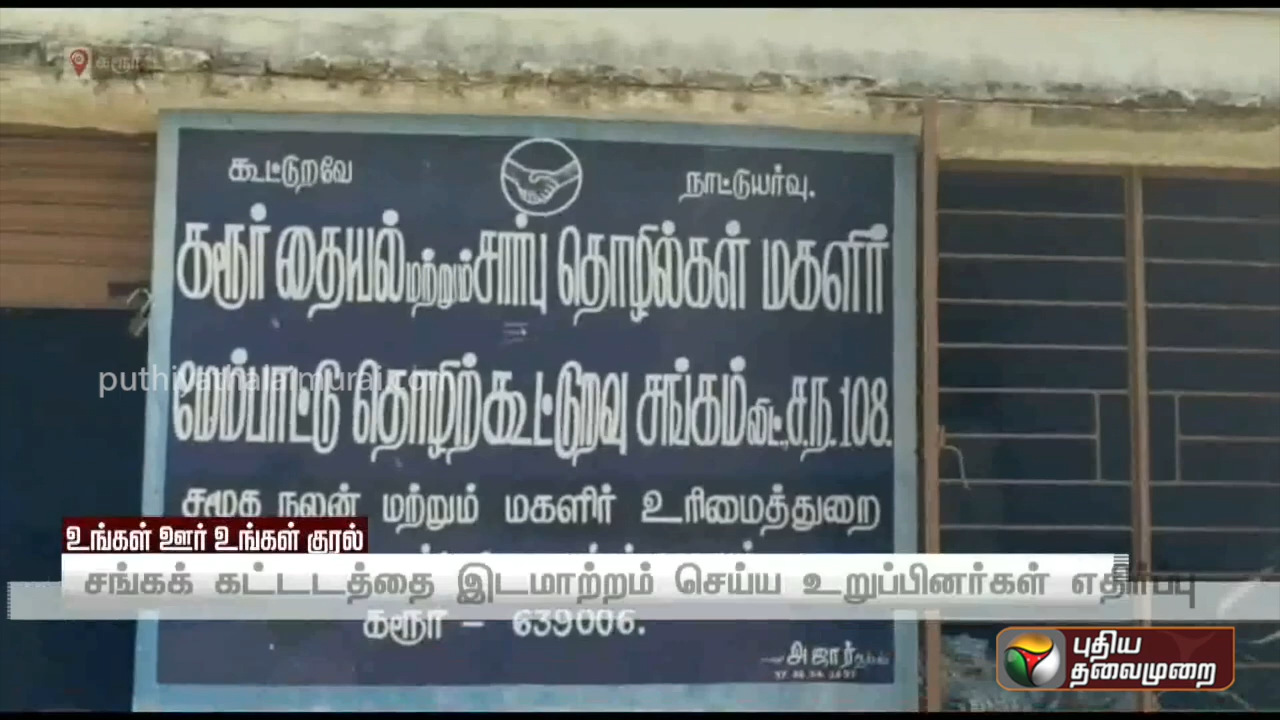 கரூர்
கூட்டுறவே நாட்டுயர்வு.
கரூர் தையல் மற்றும் சார்பு தொழில்கள் மகளிர்
மேம்பாட்டு தொழிற்கூட்டுறவு சங்கம் லிட்., ச.ந. 108.
puthiyathalaimurai.com
சமூக நலன் மற்றும் மகளிர் உரிமைத்துறை
உங்கள் ஊர் உங்கள் குரல்
சங்கக் கட்டடத்தை இடமாற்றம் செய்ய உறுப்பினர்கள் எதிர்ப்பு
கரூர் - 639006.
புதிய
தலைமுறை